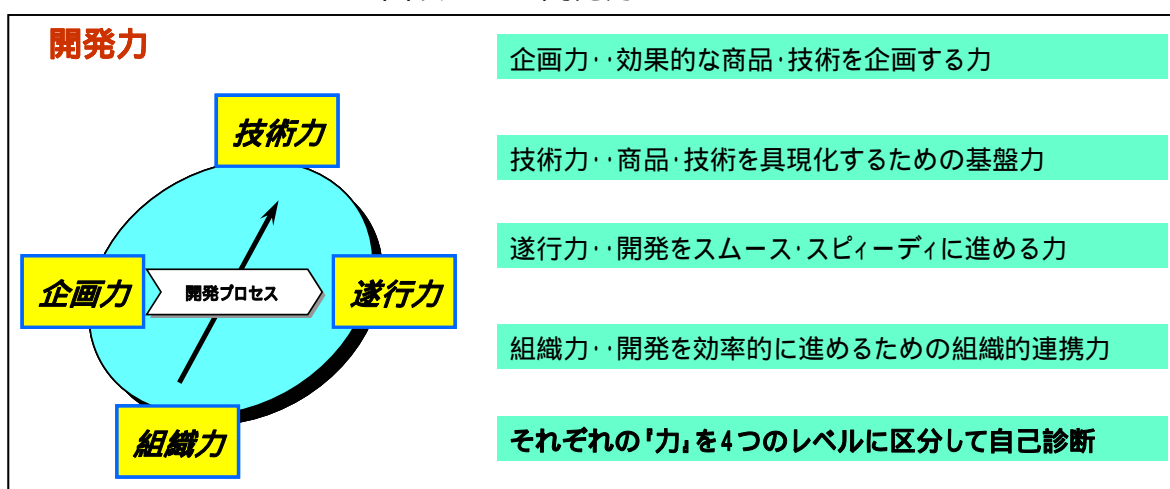 開発力
技術力
企画力
開発プロセス
遂行力
組織力
企画力‥効果的な商品・技術を企画する力
技術力‥商品・技術を具現化するための基盤力
遂行力‥開発をスムース・スピィーディに進める力
組織力‥開発を効率的に進めるための組織的連携力
それぞれの『力』を4つのレベルに区分して自己診断